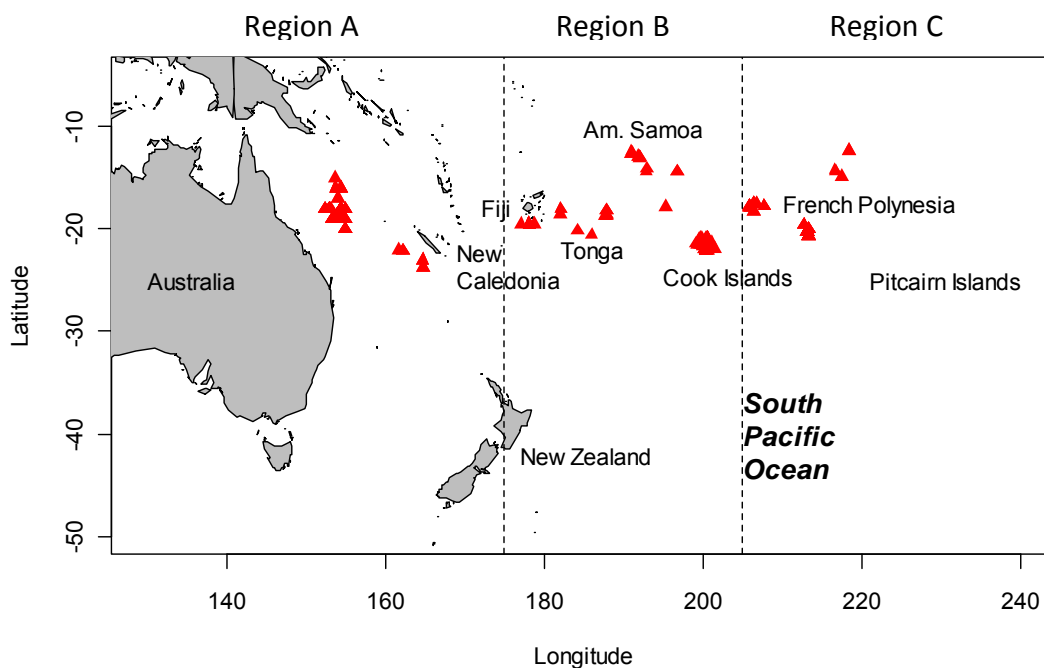 Region A Region B Region C
Latitude
-10
-20
-30
-40
-50
Am. Samoa
Fiji
French Polynesia
Tonga
New
Caledonia
Australia
Cook Islands
Pitcairn Islands
South
Pacific
Ocean
New Zealand
140 160 180 200 220 240
Longitude